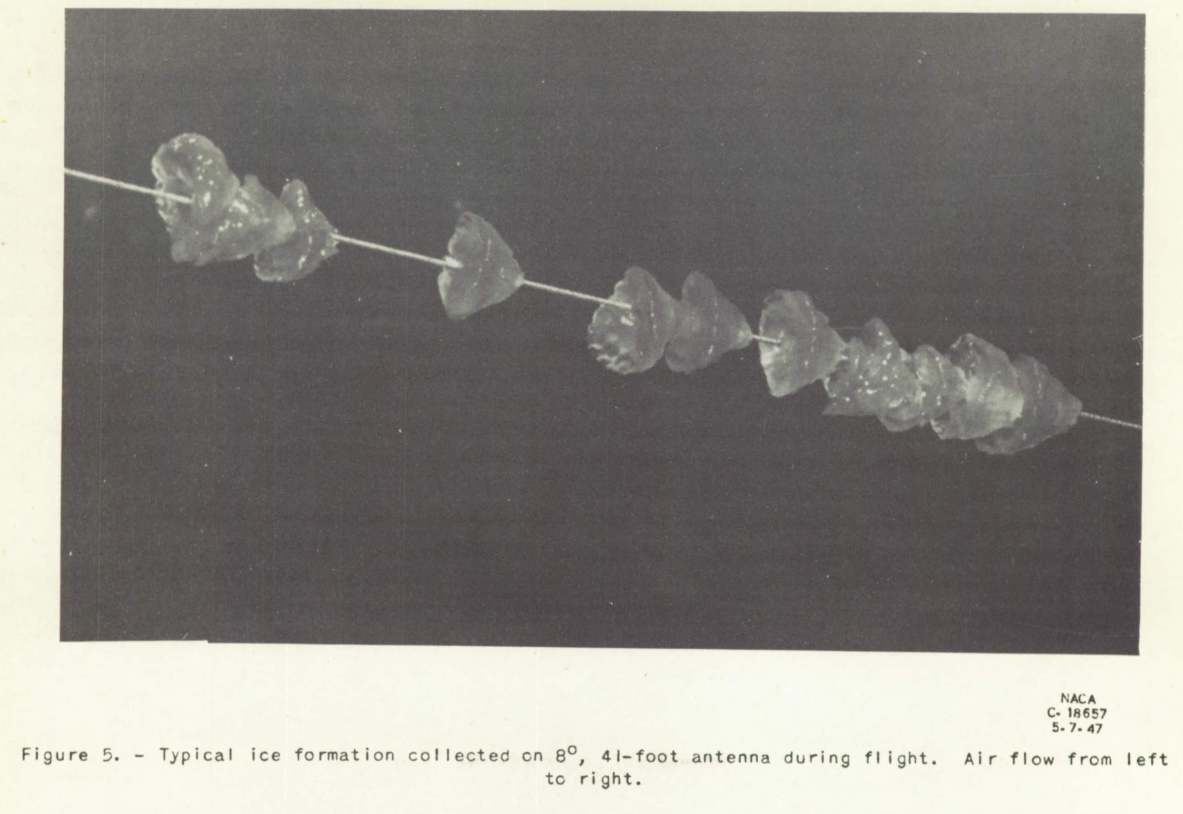 NACA
C- 18657
5-7-47
Figure 5. - Typical ice formation collected on 8°, 41-foot antenna during flight. Air flow from left
to right.